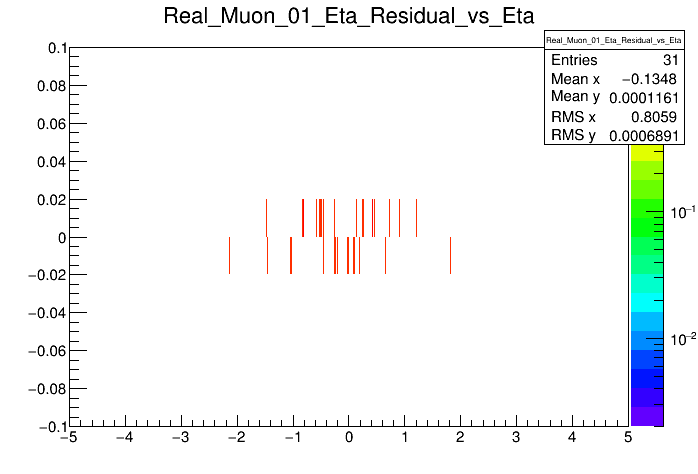 Real_Muon_01_Eta_Residual_vs_Eta
Real_Muon_01_Eta_Residual_vs_Eta
Entries 31
Mean x −0.1348
Mean y 0.0001161
RMS x 0.8059
RMS y 0.0006891
0.1
0.08
0.06
0.04
0.02
0
−0.02
−0.04
−0.06
−0.08
−0.1
−5 −4 −3 −2 −1 0 1 2 3 4 5
10−1
10−2